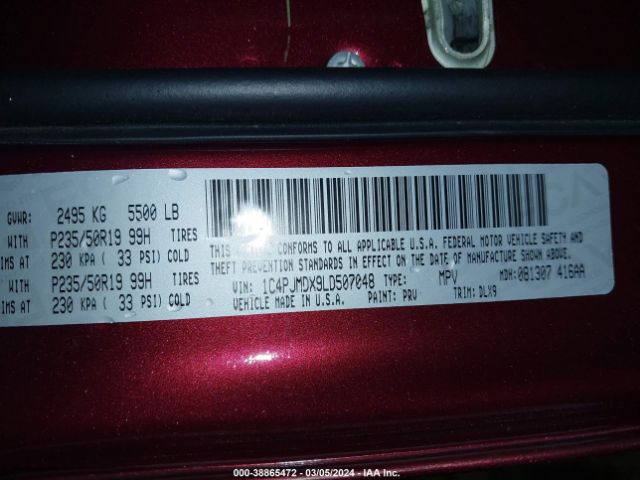 GVWR: 2495 KG 5500 LB
WITH P235/50R19 99H TIRES
IMS AT 230 KPA ( 33 PSI) COLD
WITH P235/50R19 99H TIRES
IMS AT 230 KPA ( 33 PSI) COLD
THIS VEHICLE CONFORMS TO ALL APPLICABLE U.S.A. FEDERAL MOTOR VEHICLE SAFETY AND
THEFT PREVENTION STANDARDS IN EFFECT ON THE DATE OF MANUFACTURE SHOWN ABOVE.
VIN: 1C4PJMDX9LD507048 TYPE: MPV MDH: 081307 416AA
VEHICLE MADE IN U.S.A. PAINT: PRV TRIM: DLX9
000-38865472 - 03/05/2024 - IAA Inc.